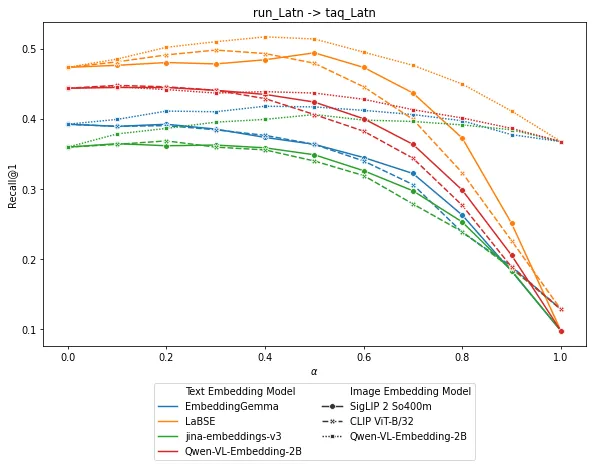 run_Latn -> taq_Latn
Recall@1
0.5
0.4
0.3
0.2
0.1
0.0 0.2 0.4 0.6 0.8 1.0
α
Text Embedding Model
EmbeddingGemma
LaBSE
jina-embeddings-v3
Qwen-VL-Embedding-2B
Image Embedding Model
SigLIP 2 So400m
CLIP ViT-B/32
Qwen-VL-Embedding-2B